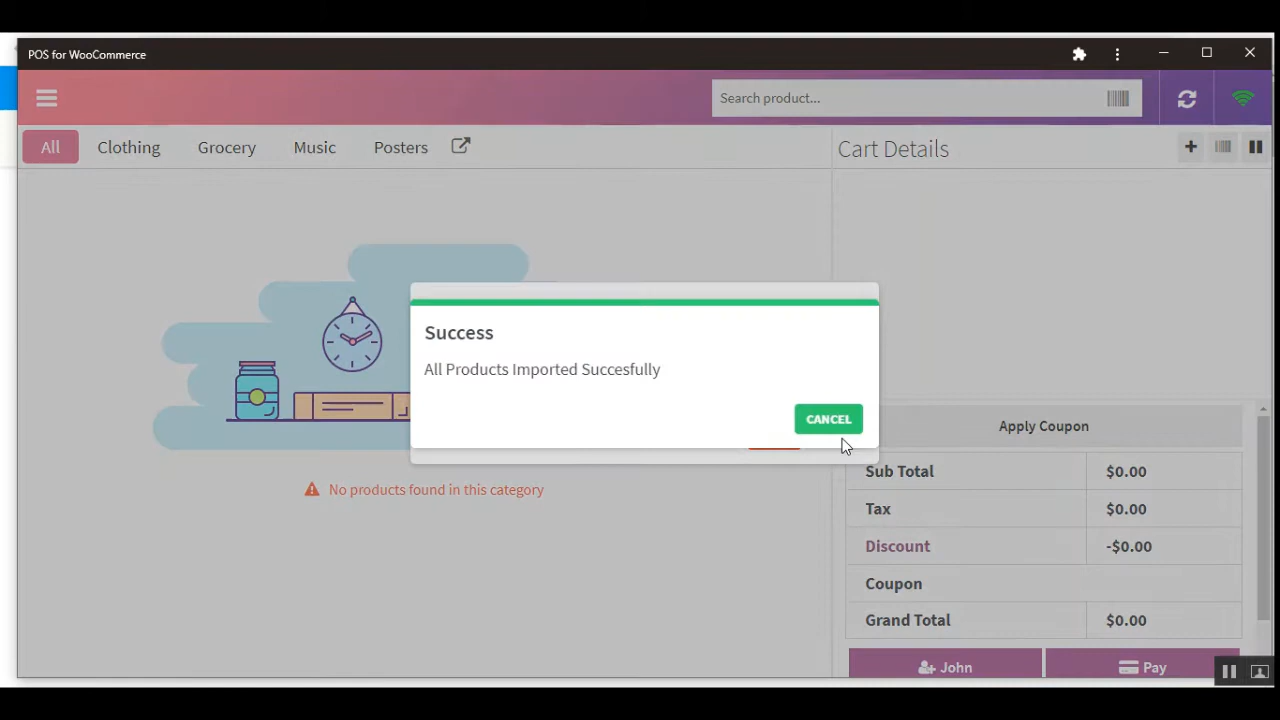 POS for WooCommerce
Search product...
All Clothing Grocery Music Posters
Cart Details
Success
All Products Imported Succesfully
CANCEL
No products found in this category
Apply Coupon
Sub Total $0.00
Tax $0.00
Discount -$0.00
Coupon
Grand Total $0.00
John Pay